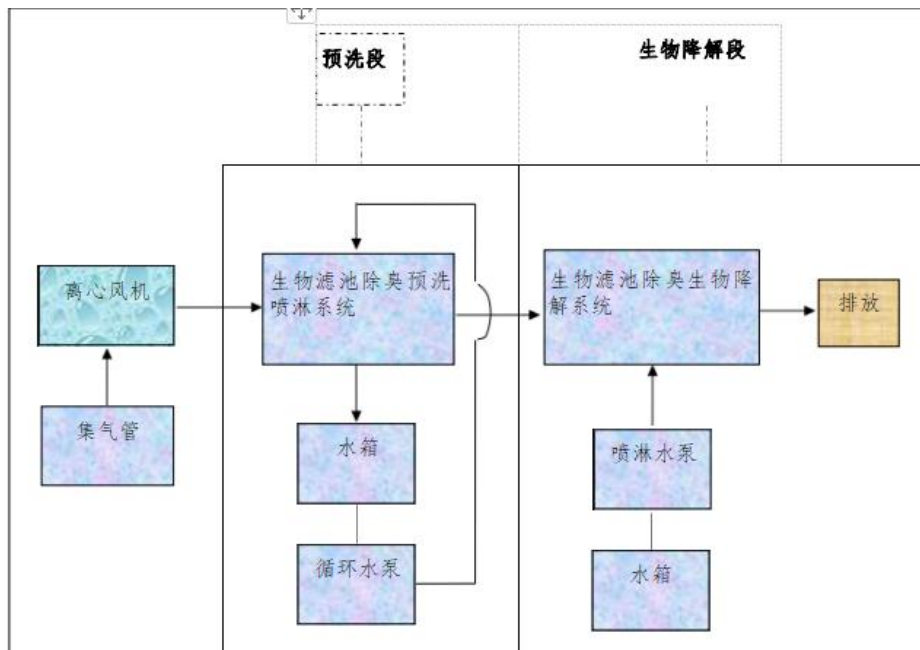 预洗段
生物降解段
离心风机
生物滤池除臭预洗
喷淋系统
生物滤池除臭生物降
解系统
排放
集气管
水箱
喷淋水泵
循环水泵
水箱